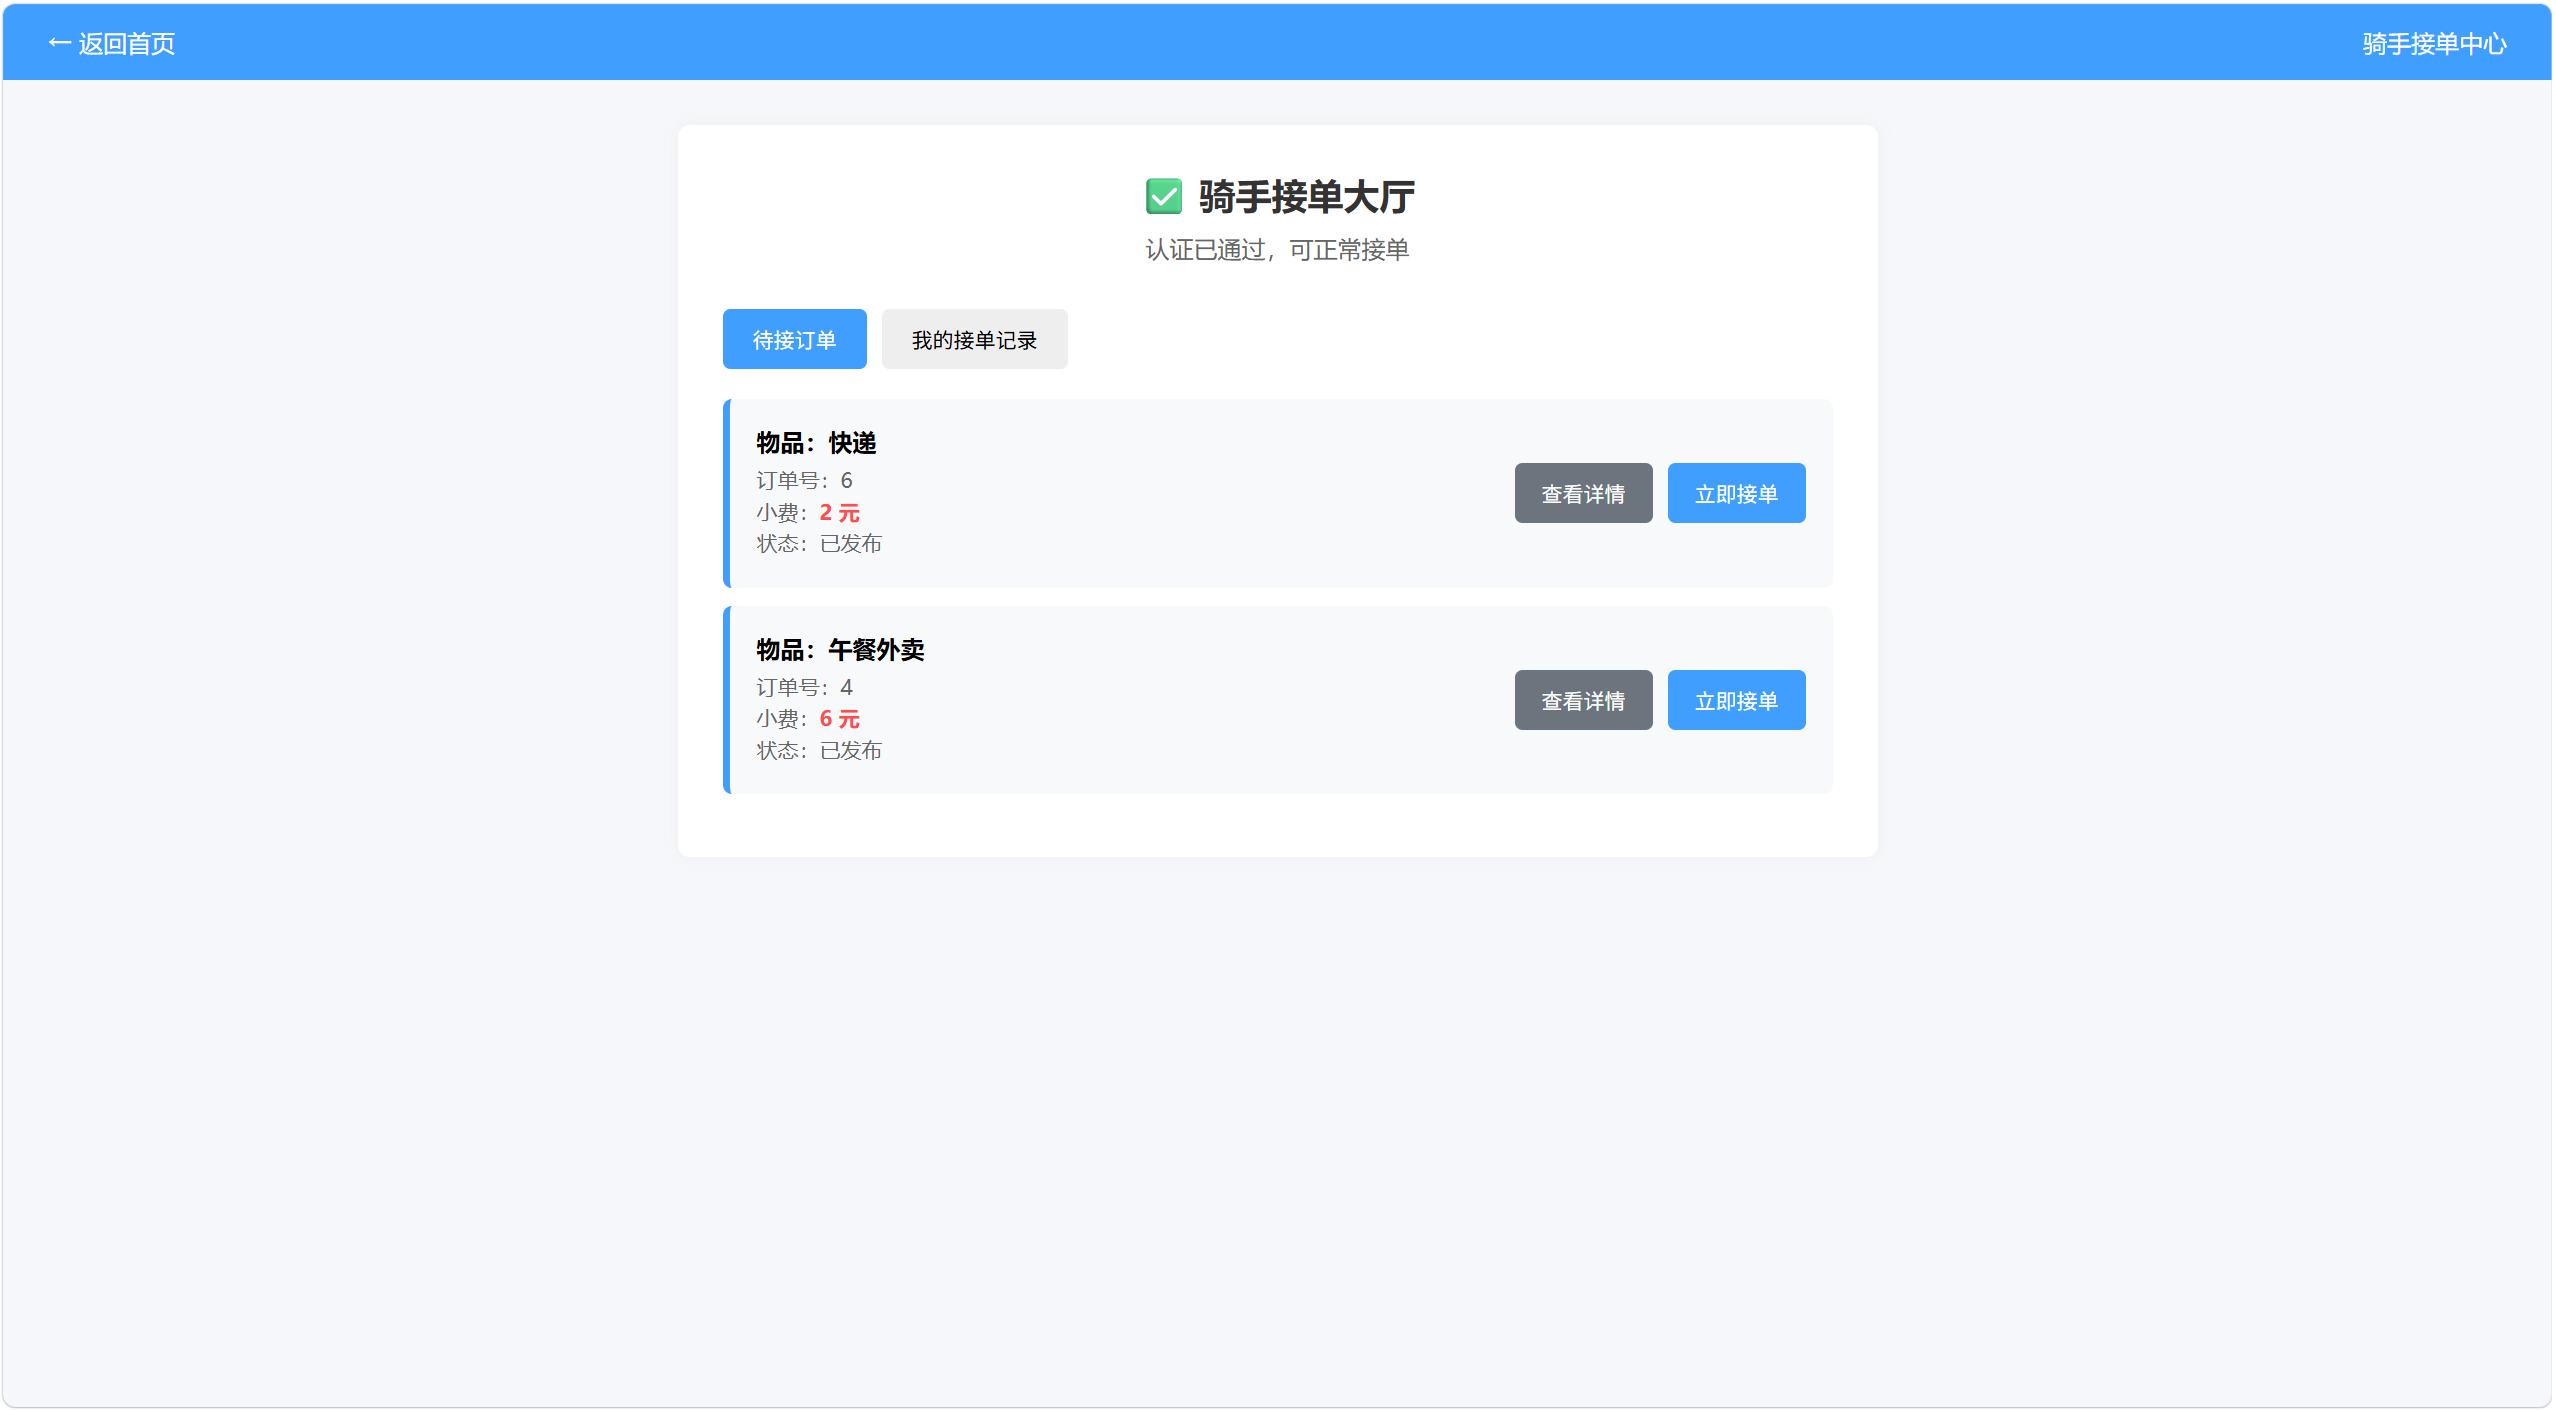 ← 返回首页
骑手接单中心
✅ 骑手接单大厅
认证已通过，可正常接单
待接订单
我的接单记录
物品：快递
订单号：6
小费：2 元
状态：已发布
查看详情
立即接单
物品：午餐外卖
订单号：4
小费：6 元
状态：已发布
查看详情
立即接单